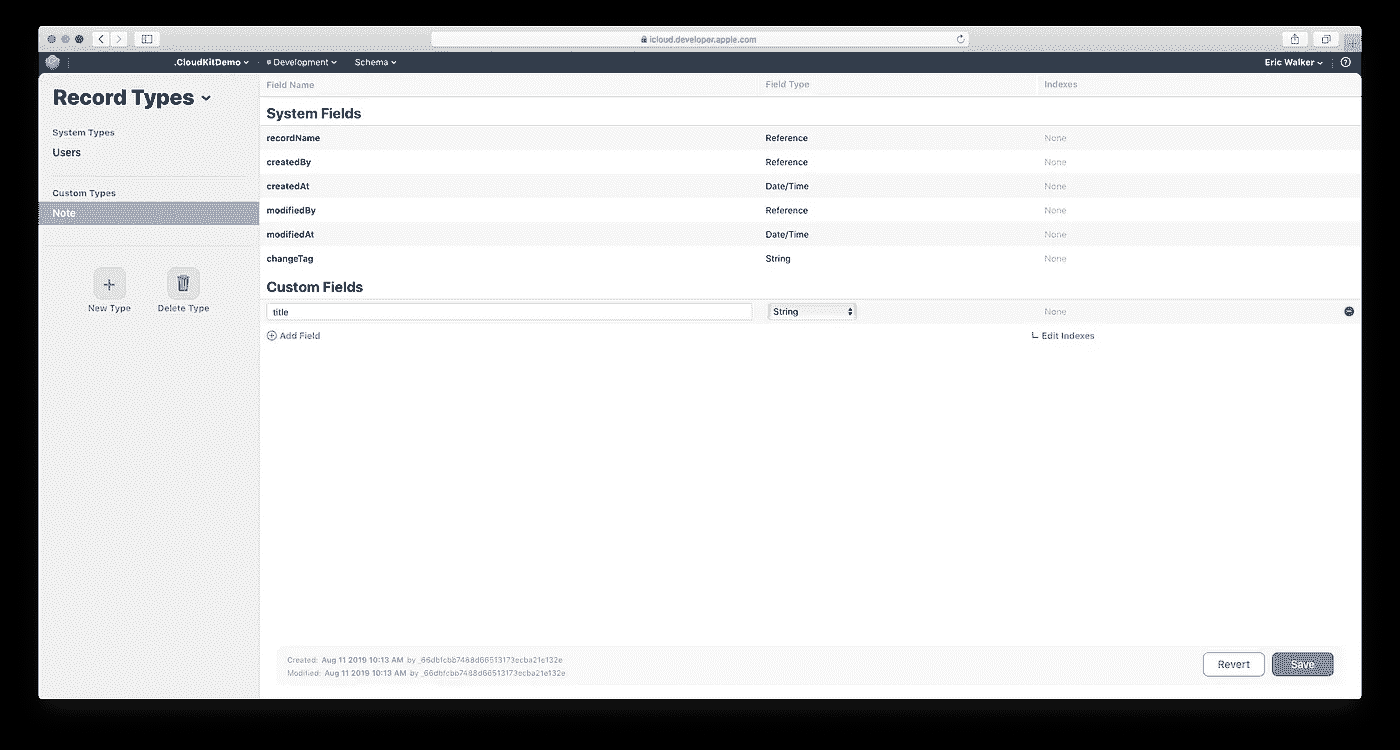 icloud.developer.apple.com
.CloudKitDemo Development Schema Eric Walker
Record Types
System Types
Users
Custom Types
Note
New Type Delete Type
Field Name Field Type Indexes
System Fields
recordName Reference None
createdBy Reference None
createdAt Date/Time None
modifiedBy Reference None
modifiedAt Date/Time None
changeTag String None
Custom Fields
title String None
Add Field Edit Indexes
Created: Aug 11 2019 10:13 AM by
Modified: Aug 11 2019 10:13 AM by
Revert Save